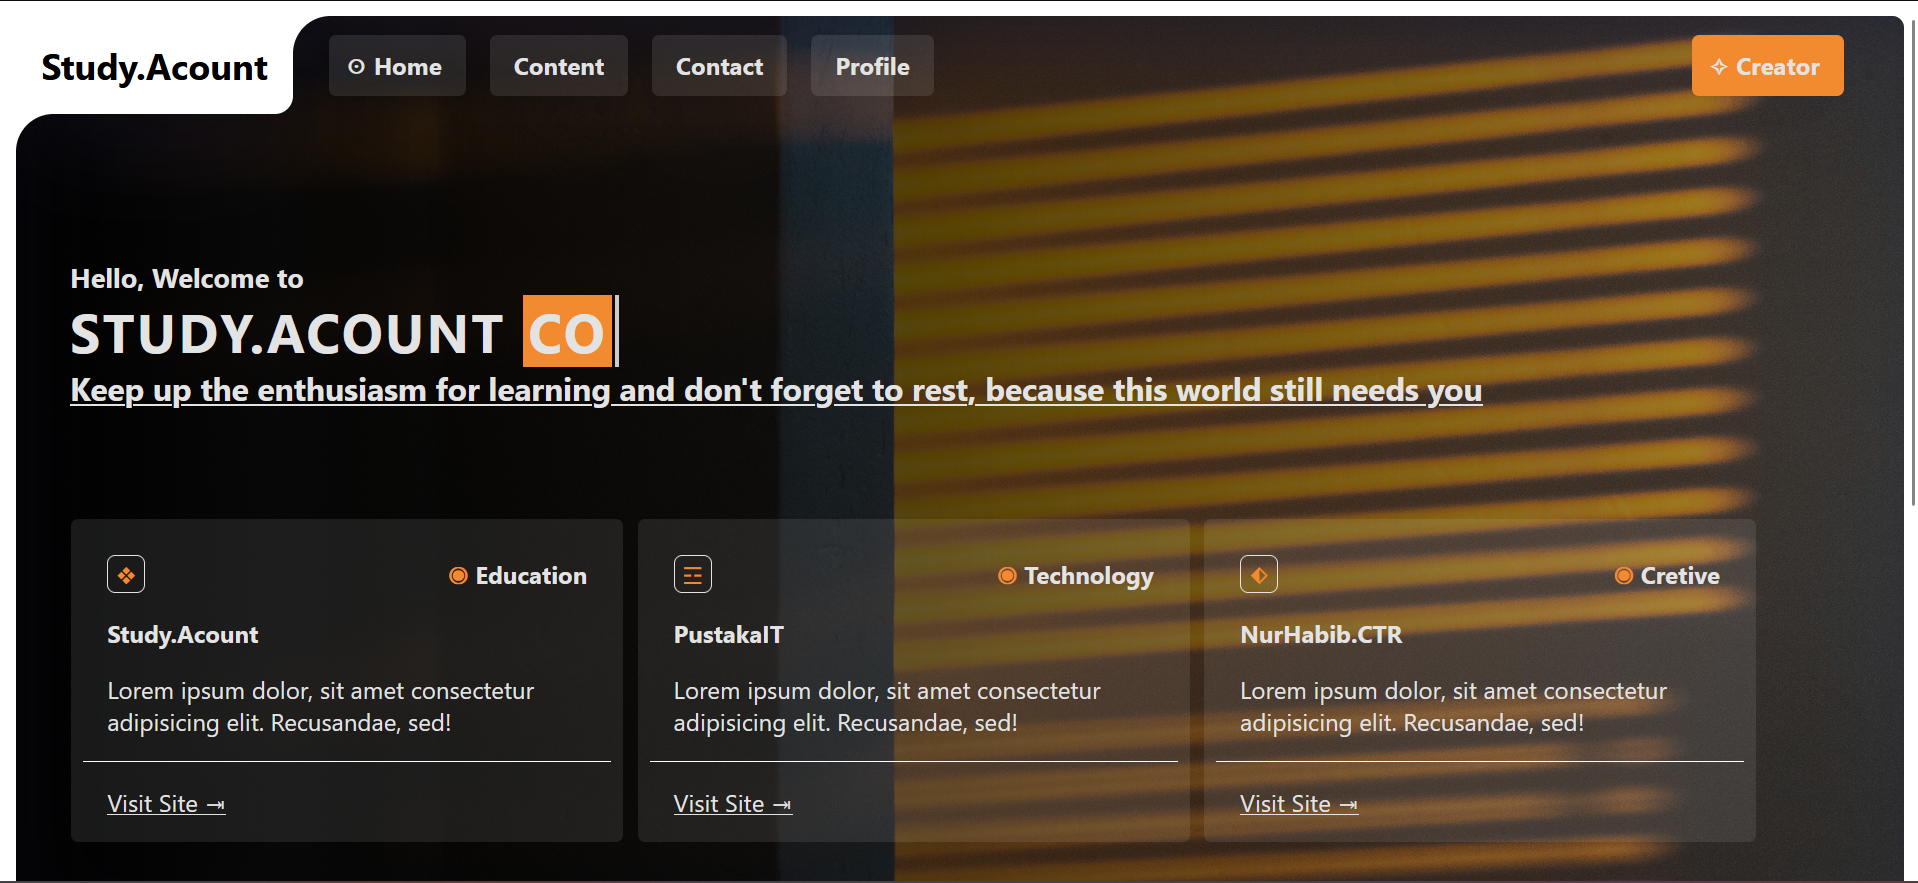 Study.Acount
Home
Content
Contact
Profile
Creator
Hello, Welcome to
STUDY.ACOUNT CO
Keep up the enthusiasm for learning and don't forget to rest, because this world still needs you
Education
Study.Acount
Lorem ipsum dolor, sit amet consectetur
adipisicing elit. Recusandae, sed!
Visit Site ⇥
Technology
PustakaIT
Lorem ipsum dolor, sit amet consectetur
adipisicing elit. Recusandae, sed!
Visit Site ⇥
Cretive
NurHabib.CTR
Lorem ipsum dolor, sit amet consectetur
adipisicing elit. Recusandae, sed!
Visit Site ⇥